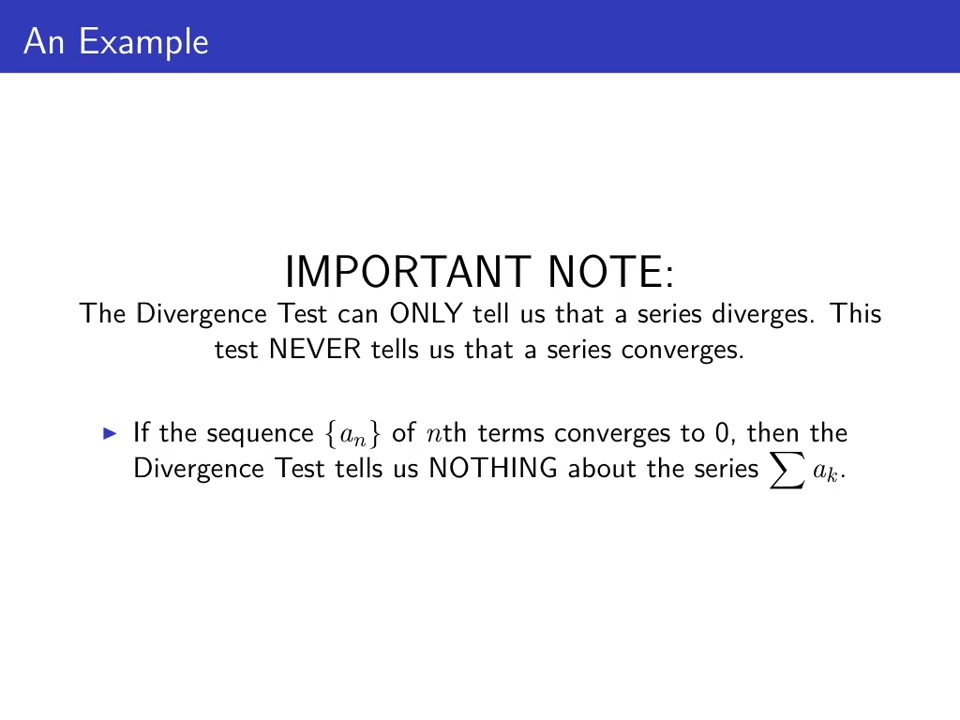 An Example
IMPORTANT NOTE:
The Divergence Test can ONLY tell us that a series diverges. This
test NEVER tells us that a series converges.
▶ If the sequence {aₙ} of nth terms converges to 0, then the
Divergence Test tells us NOTHING about the series ∑ aₖ.